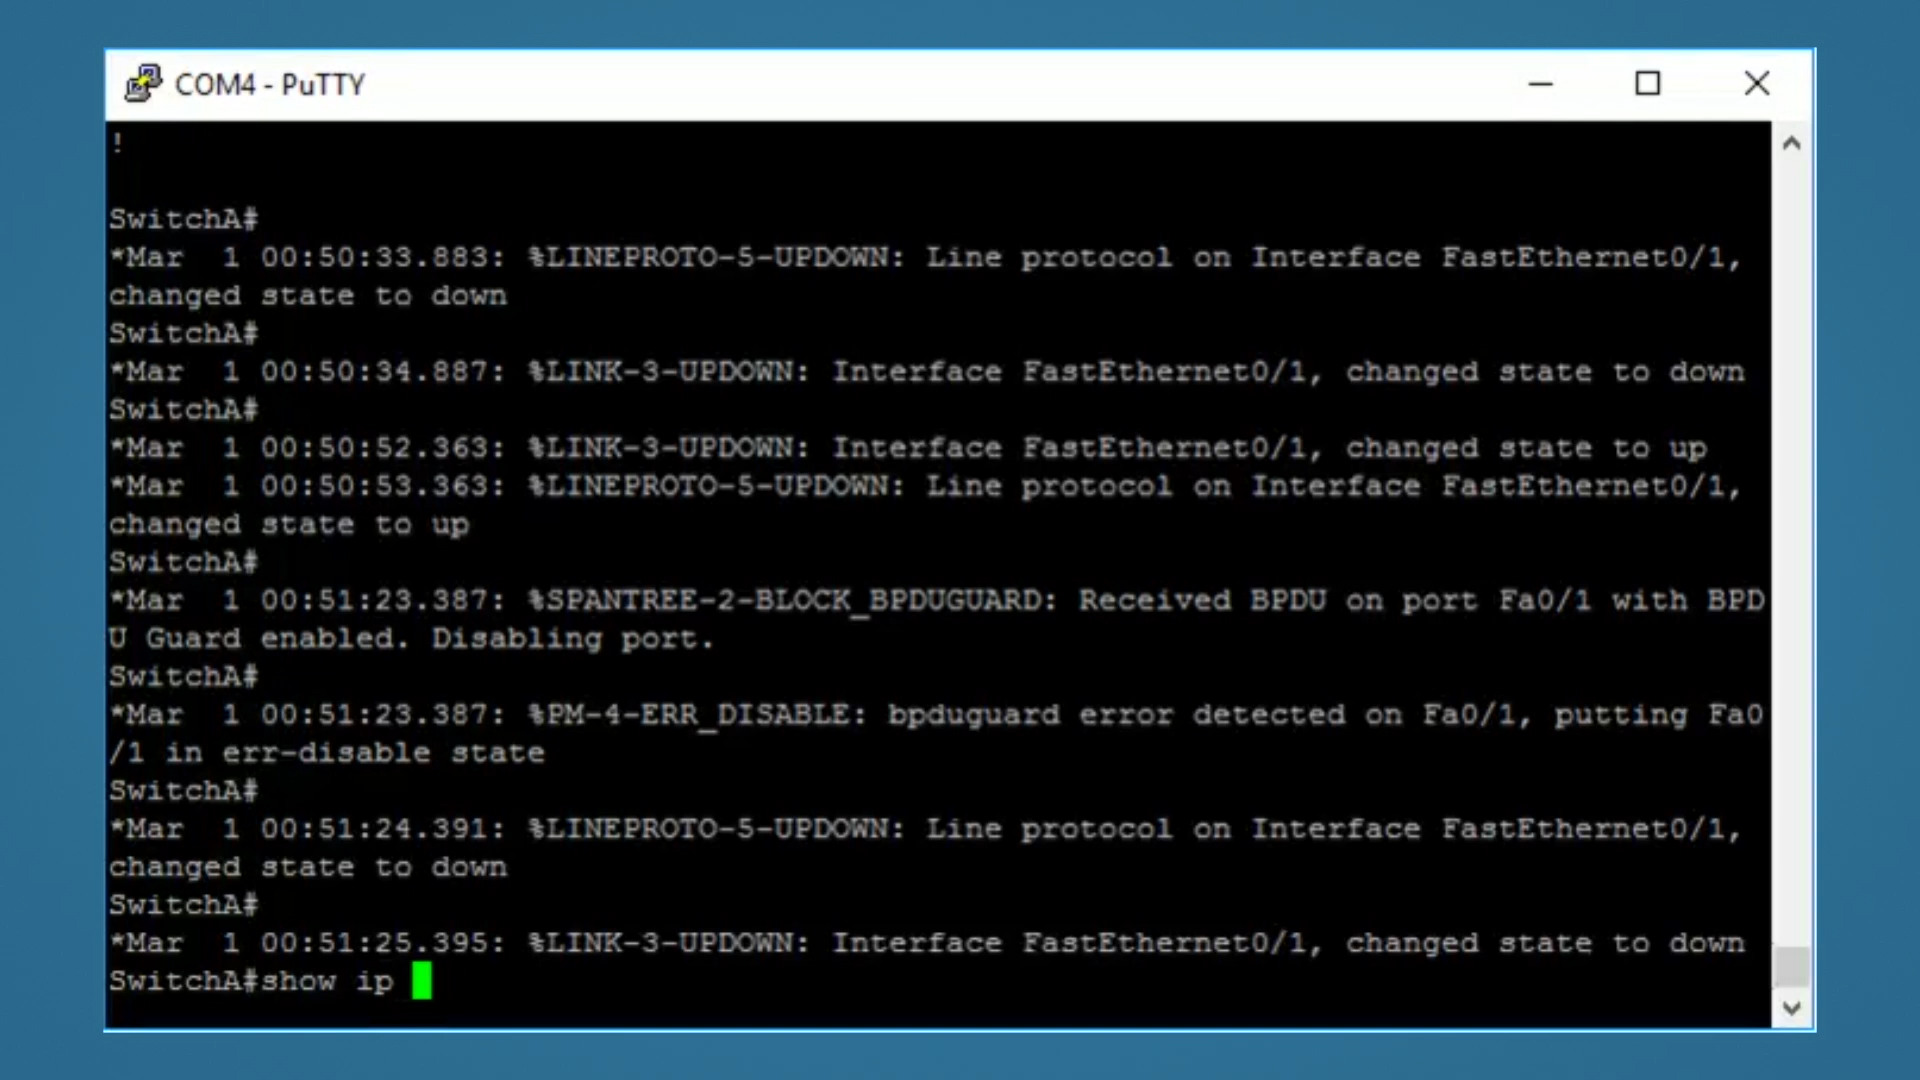 COM4 - PuTTY
!
SwitchA#
*Mar  1 00:50:33.883: %LINEPROTO-5-UPDOWN: Line protocol on Interface FastEthernet0/1,
changed state to down
SwitchA#
*Mar  1 00:50:34.887: %LINK-3-UPDOWN: Interface FastEthernet0/1, changed state to down
SwitchA#
*Mar  1 00:50:52.363: %LINK-3-UPDOWN: Interface FastEthernet0/1, changed state to up
*Mar  1 00:50:53.363: %LINEPROTO-5-UPDOWN: Line protocol on Interface FastEthernet0/1,
changed state to up
SwitchA#
*Mar  1 00:51:23.387: %SPANTREE-2-BLOCK_BPDUGUARD: Received BPDU on port Fa0/1 with BPD
U Guard enabled. Disabling port.
SwitchA#
*Mar  1 00:51:23.387: %PM-4-ERR_DISABLE: bpduguard error detected on Fa0/1, putting Fa0
/1 in err-disable state
SwitchA#
*Mar  1 00:51:24.391: %LINEPROTO-5-UPDOWN: Line protocol on Interface FastEthernet0/1,
changed state to down
SwitchA#
*Mar  1 00:51:25.395: %LINK-3-UPDOWN: Interface FastEthernet0/1, changed state to down
SwitchA#show ip